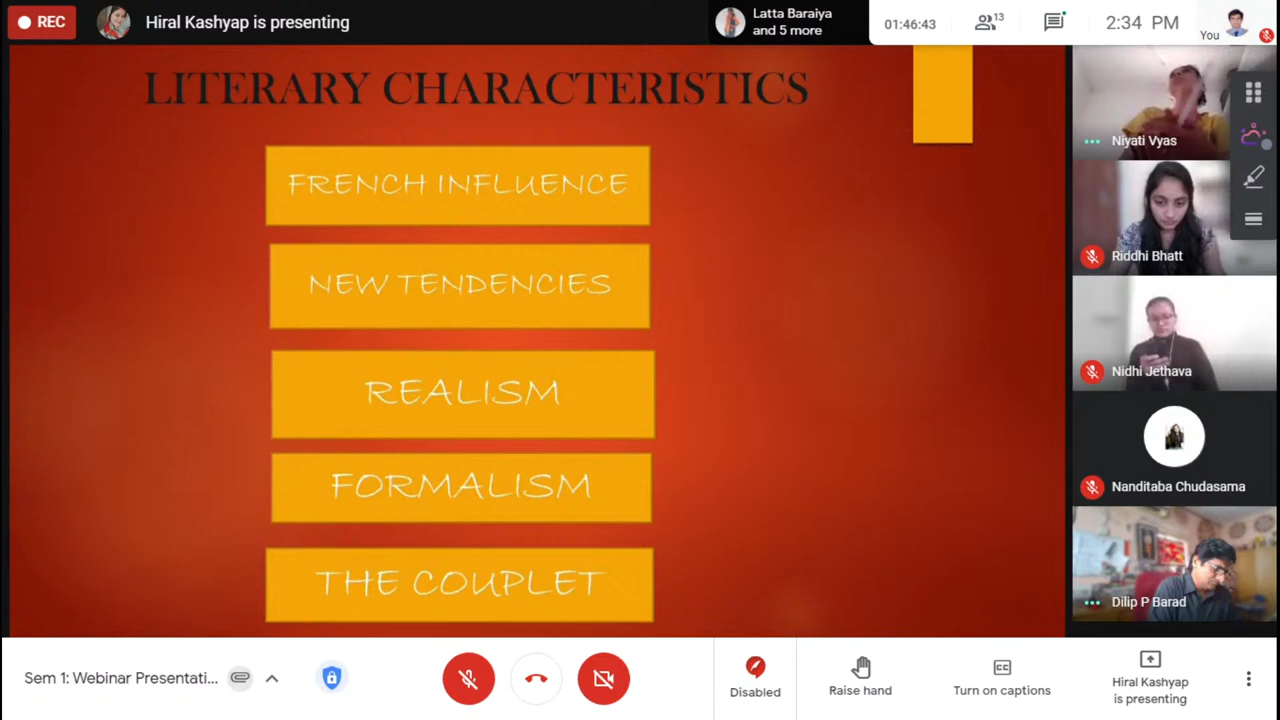 REC
Hiral Kashyap is presenting
Latta Baraiya
and 5 more
01:46:43
13
2:34 PM
You
LITERARY CHARACTERISTICS
FRENCH INFLUENCE
NEW TENDENCIES
REALISM
FORMALISM
THE COUPLET
Niyati Vyas
Riddhi Bhatt
Nidhi Jethava
Nanditaba Chudasama
Dilip P Barad
Sem 1: Webinar Presentati...
Disabled
Raise hand
CC
Turn on captions
Hiral Kashyap
is presenting